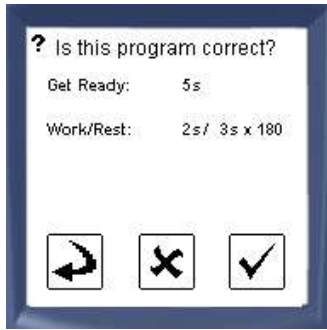 ? Is this program correct?
Get Ready: 5s
Work/Rest: 2s/ 3s x 180